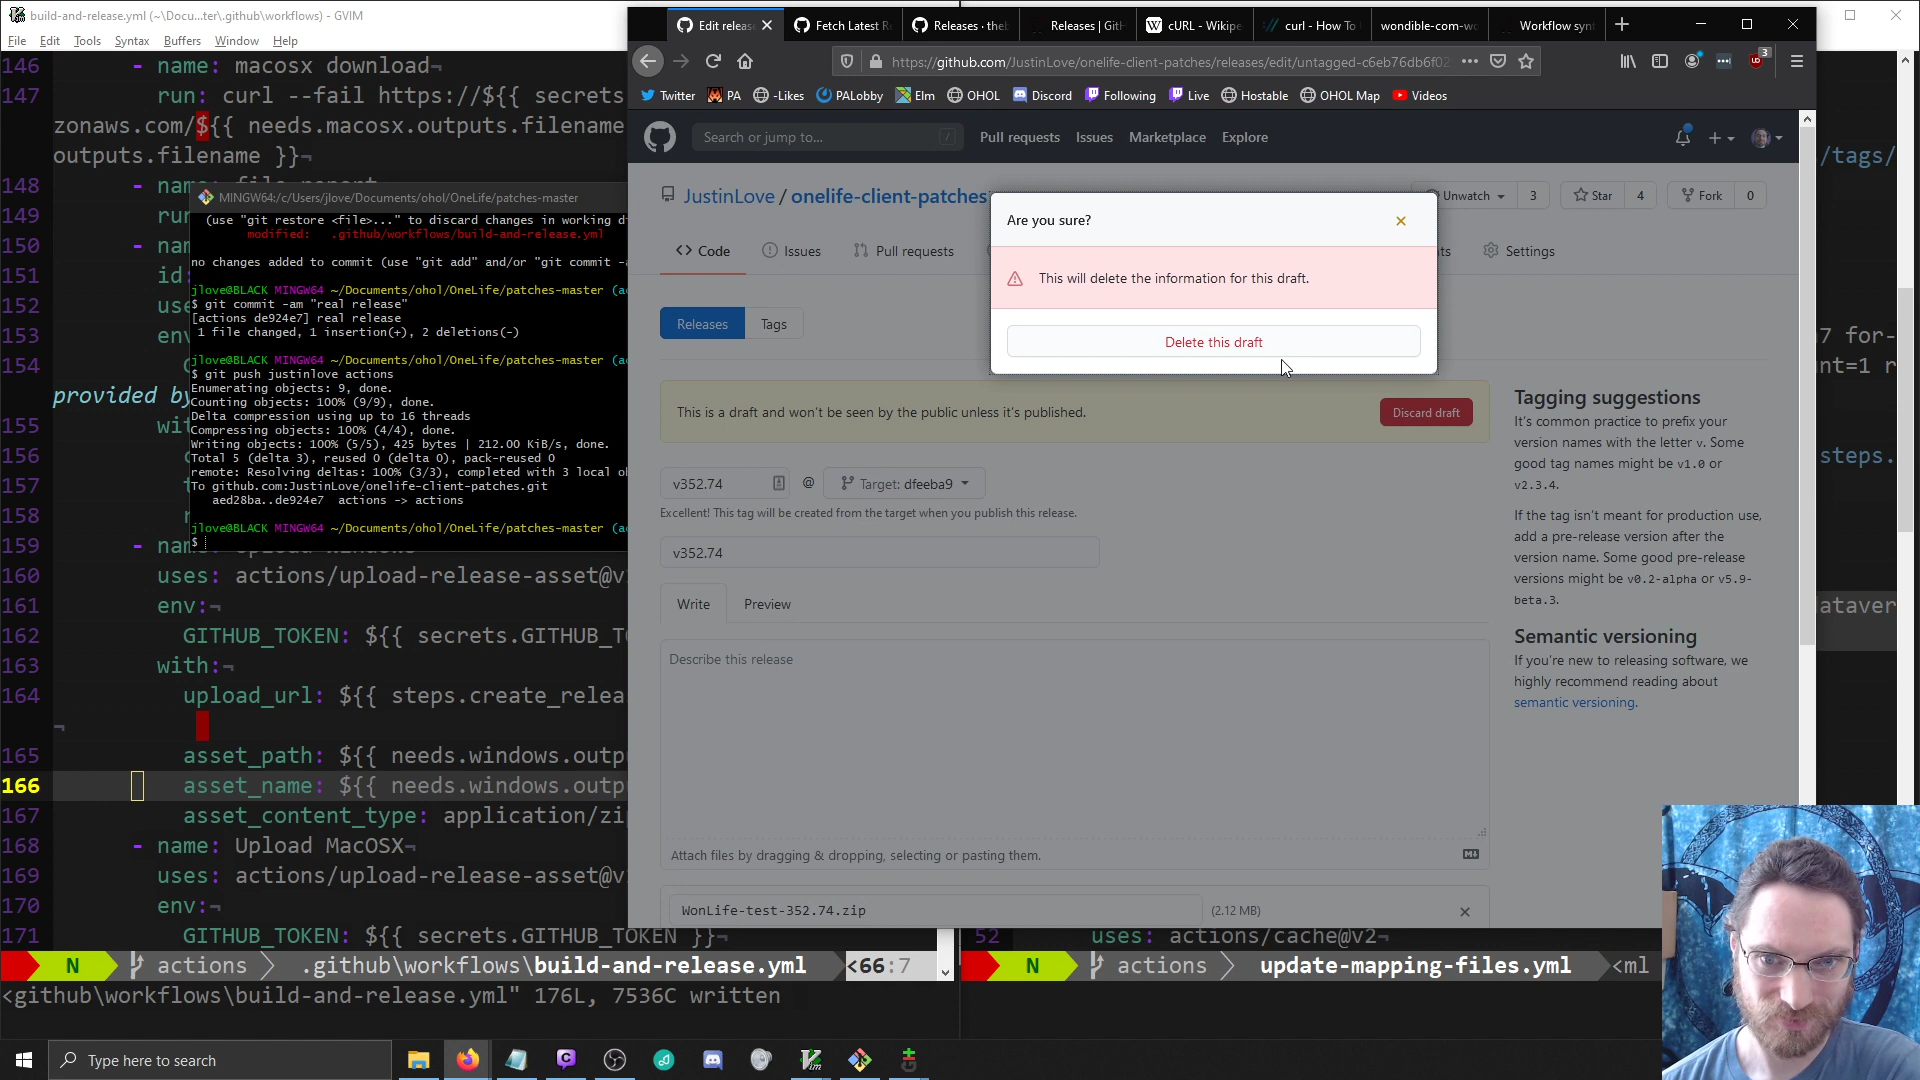 build-and-release.yml (~\Docu...ter\.github\workflows) - GVIM
File Edit Tools Syntax Buffers Window Help
146 - name: macosx download¬
147 run: curl --fail https://${{ secrets
zonaws.com/${{ needs.macosx.outputs.filename
outputs.filename }}¬
148 - name: file report
149
150
151 id:
152
153
154
provided by
155
156
157
158
159
160 uses: actions/upload-release-asset@v
161 env:¬
162 GITHUB_TOKEN: ${{ secrets.GITHUB_T
163 with:¬
164 upload_url: ${{ steps.create_relea
¬
165 asset_path: ${{ needs.windows.outp
166 asset_name: ${{ needs.windows.outp
167 asset_content_type: application/zi
168 - name: Upload MacOSX¬
169 uses: actions/upload-release-asset@v
170 env:¬
171 GITHUB_TOKEN: ${{ secrets.GITHUB_TOKEN }}¬
N actions .github\workflows\build-and-release.yml <66:7
<github\workflows\build-and-release.yml" 176L, 7536C written
MINGW64:/c/Users/jlove/Documents/ohol/OneLife/patches-master
(use "git restore <file>..." to discard changes in working d
modified: .github/workflows/build-and-release.yml
no changes added to commit (use "git add" and/or "git commit -
jlove@BLACK MINGW64 ~/Documents/ohol/OneLife/patches-master (a
$ git commit -am "real release"
[actions de924e7] real release
1 file changed, 1 insertion(+), 2 deletions(-)
jlove@BLACK MINGW64 ~/Documents/ohol/OneLife/patches-master (a
$ git push justinlove actions
Enumerating objects: 9, done.
Counting objects: 100% (9/9), done.
Delta compression using up to 16 threads
Compressing objects: 100% (4/4), done.
Writing objects: 100% (5/5), 425 bytes | 212.00 KiB/s, done.
Total 5 (delta 3), reused 0 (delta 0), pack-reused 0
remote: Resolving deltas: 100% (3/3), completed with 3 local o
To github.com:JustinLove/onelife-client-patches.git
aed28ba..de924e7 actions -> actions
jlove@BLACK MINGW64 ~/Documents/ohol/OneLife/patches-master (a
$
Edit releas Fetch Latest R Releases · the Releases | GitH cURL - Wikipe curl - How To wondible-com-wo Workflow syn
https://github.com/JustinLove/onelife-client-patches/releases/edit/untagged-c6eb76db6f02
Twitter PA -Likes PALobby Elm OHOL Discord Following Live Hostable OHOL Map Videos
Search or jump to... / Pull requests Issues Marketplace Explore
JustinLove / onelife-client-patches
Unwatch 3 Star 4 Fork 0
Code Issues Pull requests Settings
Are you sure?
This will delete the information for this draft.
Delete this draft
Releases Tags
This is a draft and won't be seen by the public unless it's published.
Discard draft
v352.74 @ Target: dfeeba9
Excellent! This tag will be created from the target when you publish this release.
v352.74
Write Preview
Describe this release
Attach files by dragging & dropping, selecting or pasting them.
WonLife-test-352.74.zip (2.12 MB)
Tagging suggestions
It's common practice to prefix your
version names with the letter v. Some
good tag names might be v1.0 or
v2.3.4.
If the tag isn't meant for production use,
add a pre-release version after the
version name. Some good pre-release
versions might be v0.2-alpha or v5.9-
beta.3.
Semantic versioning
If you're new to releasing software, we
highly recommend reading about
semantic versioning.
/tags/
for-
steps.
52 uses: actions/cache@v2¬
N actions update-mapping-files.yml <ml
Type here to search